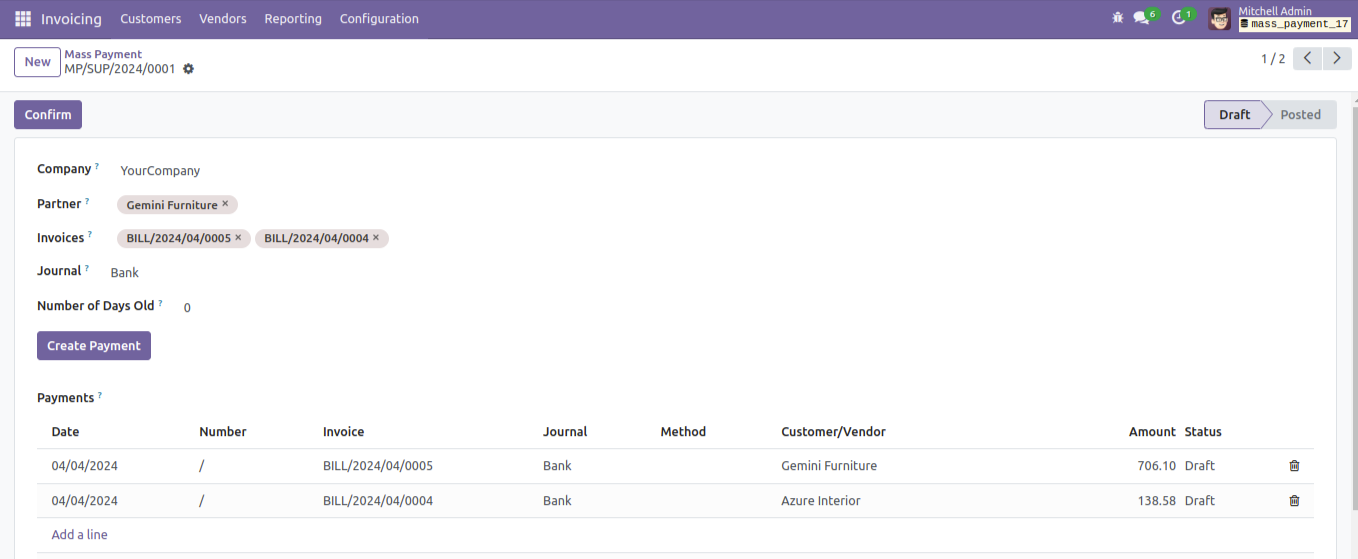 Invoicing Customers Vendors Reporting Configuration 6 1 Mitchell Admin
mass_payment_17
New Mass Payment
MP/SUP/2024/0001 1 / 2
Confirm Draft Posted
Company ? YourCompany
Partner ? Gemini Furniture ×
Invoices ? BILL/2024/04/0005 × BILL/2024/04/0004 ×
Journal ? Bank
Number of Days Old ? 0
Create Payment
Payments ?
Date Number Invoice Journal Method Customer/Vendor Amount Status
04/04/2024 / BILL/2024/04/0005 Bank Gemini Furniture 706.10 Draft
04/04/2024 / BILL/2024/04/0004 Bank Azure Interior 138.58 Draft
Add a line